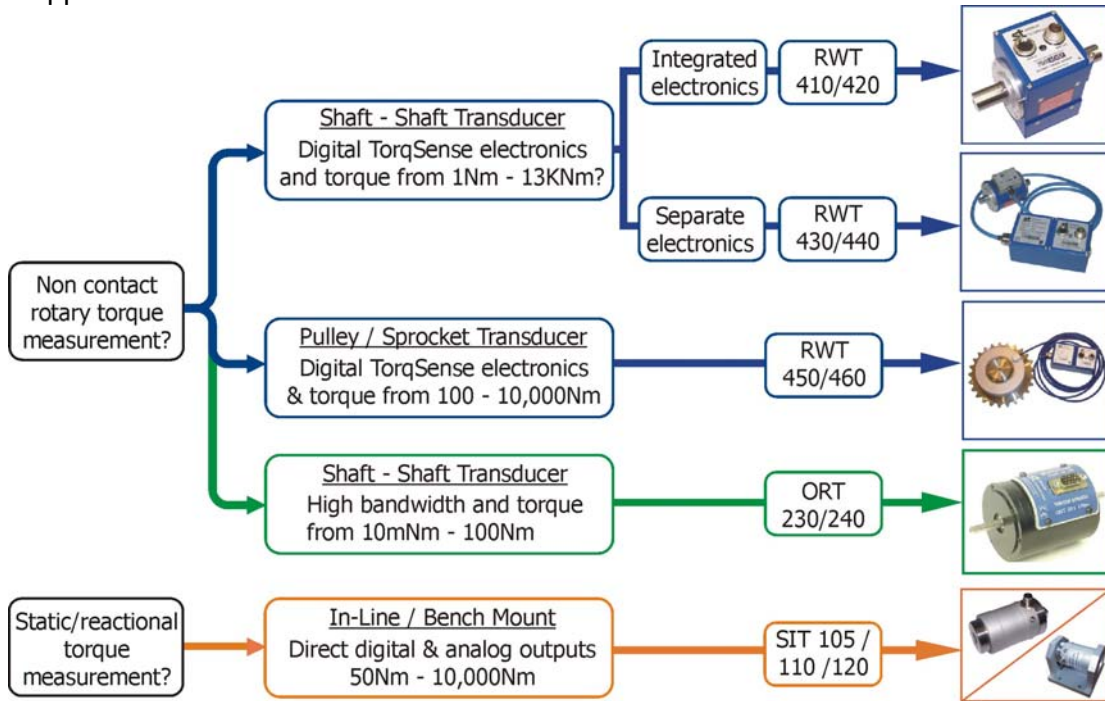 Non contact
rotary torque
measurement?
Shaft - Shaft Transducer
Digital TorqSense electronics
and torque from 1Nm - 13KNm?
Integrated
electronics
RWT
410/420
Separate
electronics
RWT
430/440
Pulley / Sprocket Transducer
Digital TorqSense electronics
& torque from 100 - 10,000Nm
RWT
450/460
Shaft - Shaft Transducer
High bandwidth and torque
from 10mNm - 100Nm
ORT
230/240
Static/reactional
torque
measurement?
In-Line / Bench Mount
Direct digital & analog outputs
50Nm - 10,000Nm
SIT 105 /
110 /120